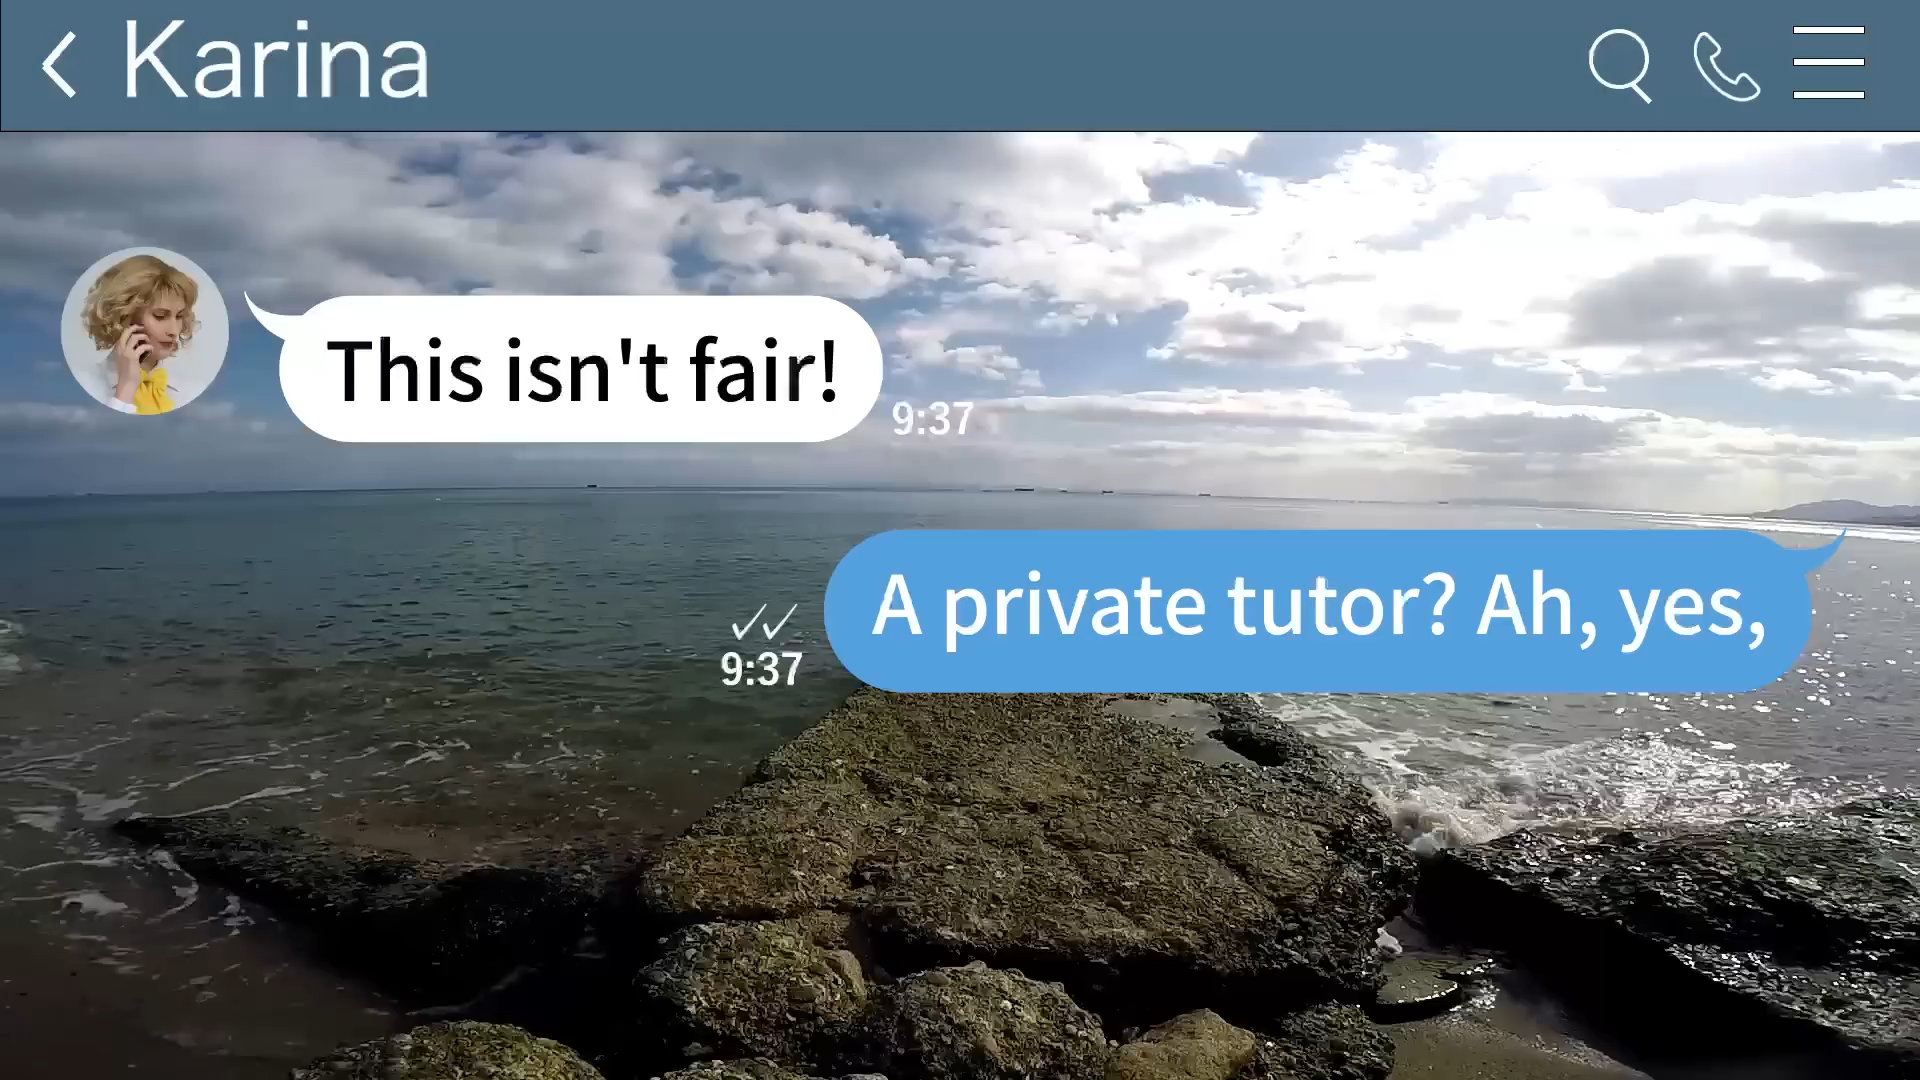 Karina
This isn't fair!
9:37
A private tutor? Ah, yes,
9:37